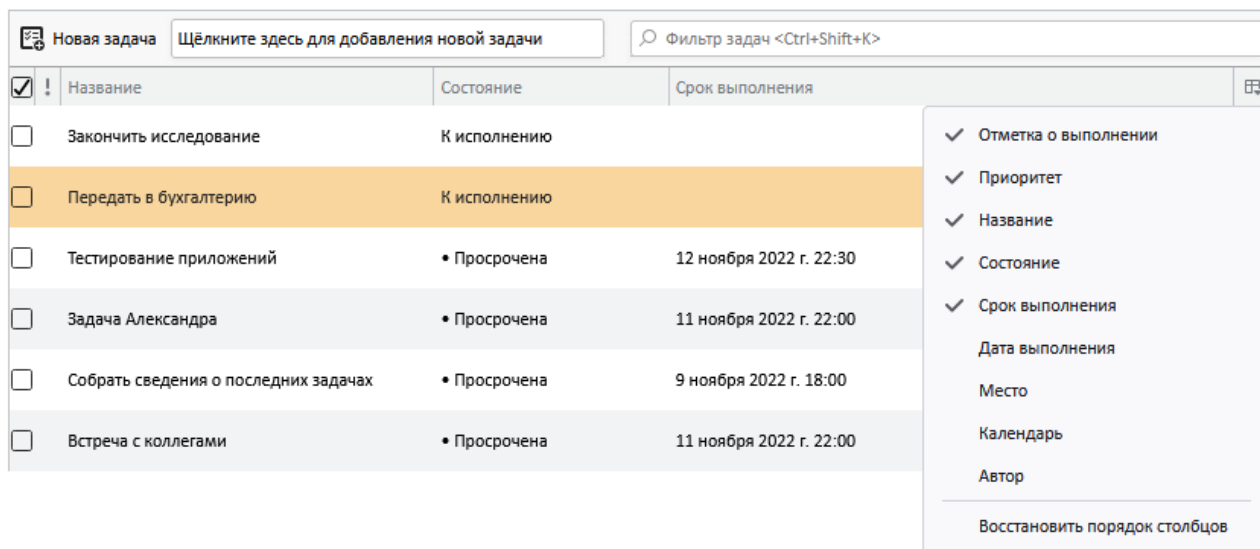 Новая задача Щёлкните здесь для добавления новой задачи Фильтр задач <Ctrl+Shift+K>
! Название Состояние Срок выполнения
Закончить исследование К исполнению
Передать в бухгалтерию К исполнению
Тестирование приложений • Просрочена 12 ноября 2022 г. 22:30
Задача Александра • Просрочена 11 ноября 2022 г. 22:00
Собрать сведения о последних задачах • Просрочена 9 ноября 2022 г. 18:00
Встреча с коллегами • Просрочена 11 ноября 2022 г. 22:00
Отметка о выполнении
Приоритет
Название
Состояние
Срок выполнения
Дата выполнения
Место
Календарь
Автор
Восстановить порядок столбцов